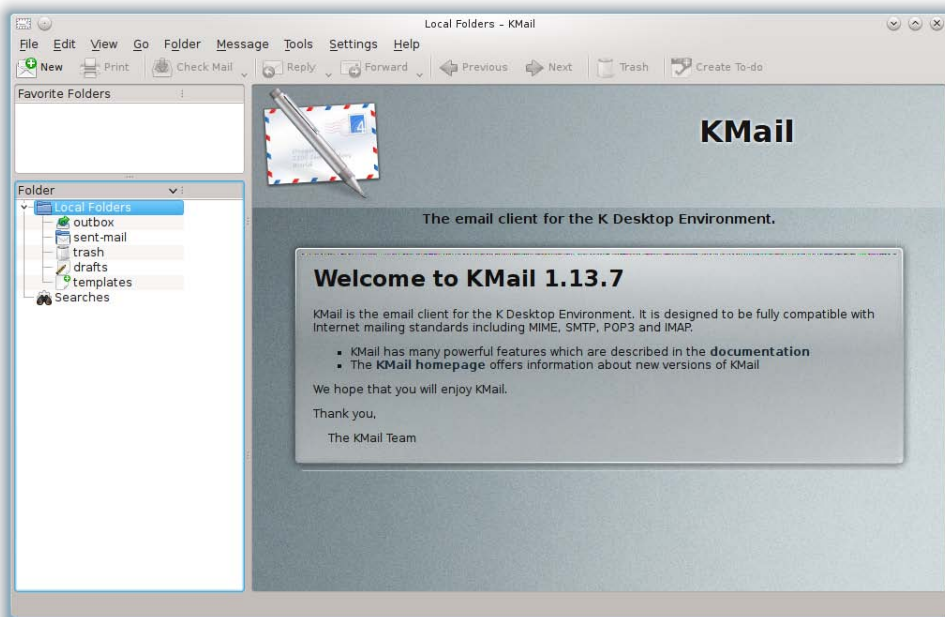 Local Folders - KMail
File Edit View Go Folder Message Tools Settings Help
New Print Check Mail Reply Forward Previous Next Trash Create To-do
Favorite Folders
Folder
Local Folders
outbox
sent-mail
trash
drafts
templates
Searches
4
KMail
The email client for the K Desktop Environment.
Welcome to KMail 1.13.7
KMail is the email client for the K Desktop Environment. It is designed to be fully compatible with
Internet mailing standards including MIME, SMTP, POP3 and IMAP.
KMail has many powerful features which are described in the documentation
The KMail homepage offers information about new versions of KMail
We hope that you will enjoy KMail.
Thank you,
The KMail Team